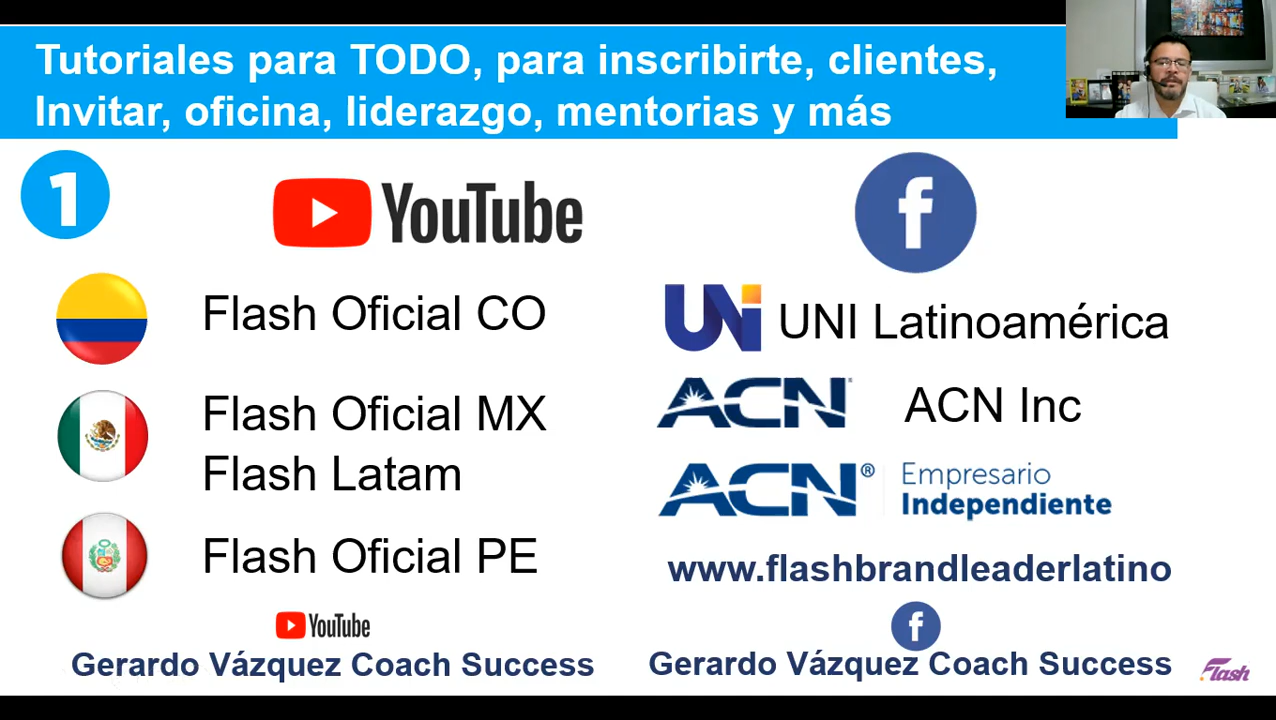 Tutoriales para TODO, para inscribirte, clientes,
Invitar, oficina, liderazgo, mentorias y más
1
YouTube
f
Flash Oficial CO
UNi UNI Latinoamérica
Flash Oficial MX
ACN ACN Inc
Flash Latam
ACN® Empresario
Independiente
Flash Oficial PE
www.flashbrandleaderlatino
YouTube
f
Gerardo Vázquez Coach Success
Gerardo Vázquez Coach Success
Flash